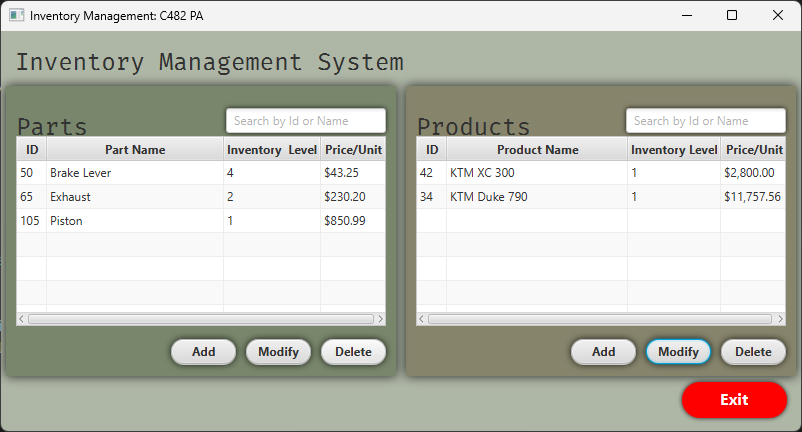 Inventory Management: C482 PA
Inventory Management System
Parts
Search by Id or Name
ID Part Name Inventory Level Price/Unit
50 Brake Lever 4 $43.25
65 Exhaust 2 $230.20
105 Piston 1 $850.99
Add Modify Delete
Products
Search by Id or Name
ID Product Name Inventory Level Price/Unit
42 KTM XC 300 1 $2,800.00
34 KTM Duke 790 1 $11,757.56
Add Modify Delete
Exit